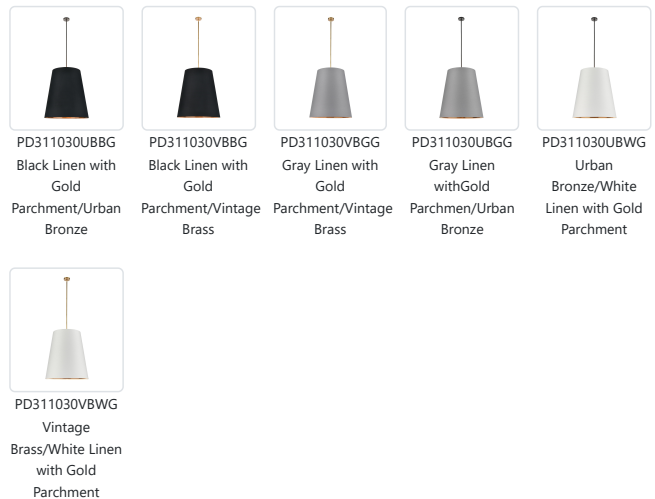 PD311030UBBG
Black Linen with
Gold
Parchment/Urban
Bronze
PD311030VBBG
Black Linen with
Gold
Parchment/Vintage
Brass
PD311030VBGG
Gray Linen with
Gold
Parchment/Vintage
Brass
PD311030UBGG
Gray Linen
withGold
Parchmen/Urban
Bronze
PD311030UBWG
Urban
Bronze/White
Linen with Gold
Parchment
PD311030VBWG
Vintage
Brass/White Linen
with Gold
Parchment